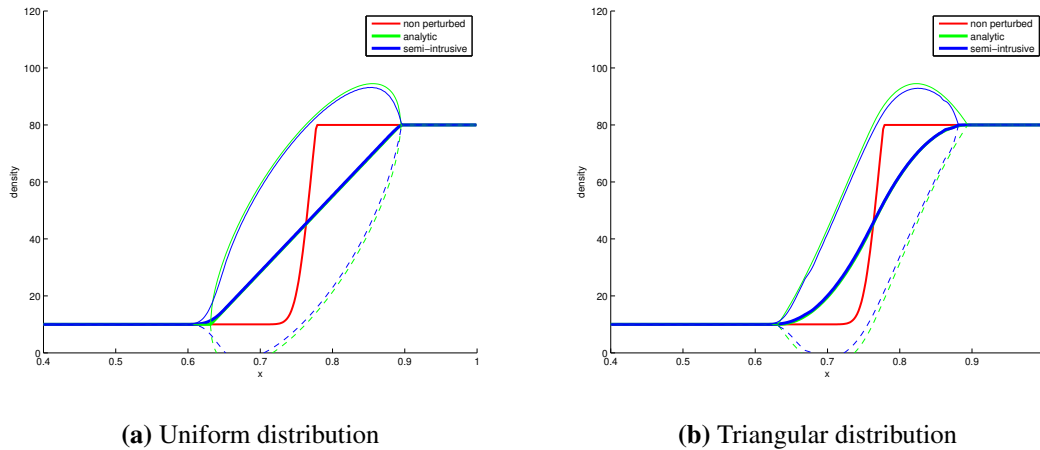 120
100
80
60
40
20
0
density
0.4 0.5 0.6 0.7 0.8 0.9 1
x
non perturbed
analytic
semi-intrusive
(a) Uniform distribution
120
100
80
60
40
20
0
density
0.4 0.5 0.6 0.7 0.8 0.9
x
non perturbed
analytic
semi-intrusive
(b) Triangular distribution